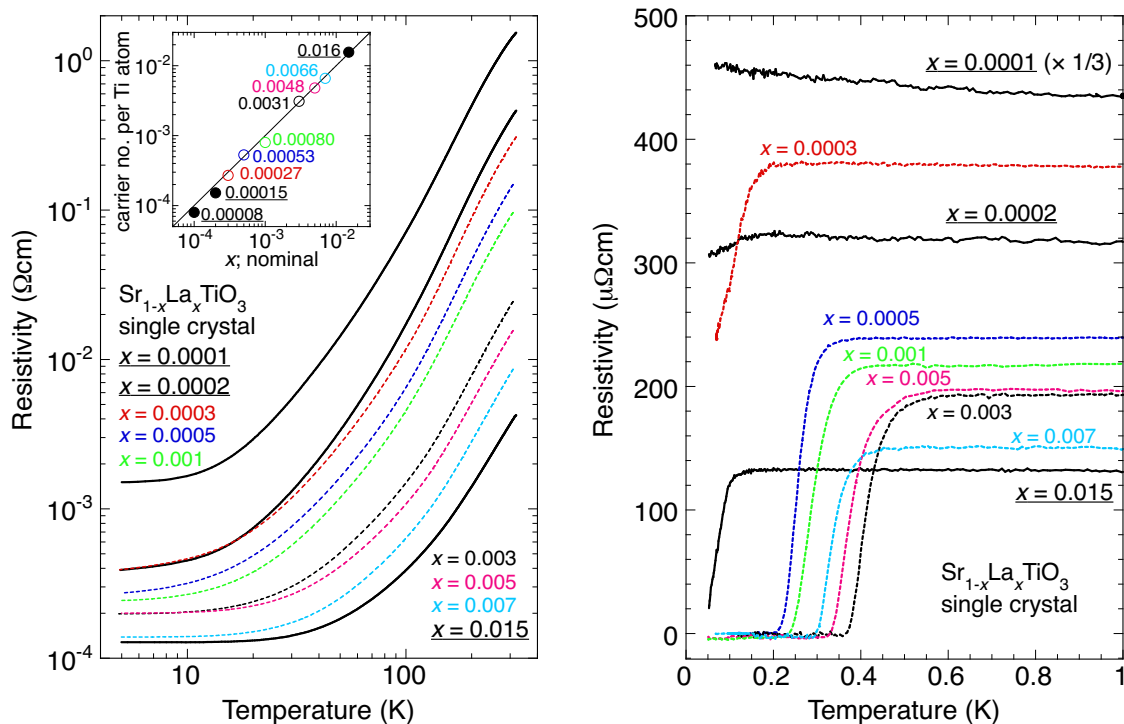 Resistivity (Ωcm)
10⁰
10⁻¹
10⁻²
10⁻³
10⁻⁴
10
100
Temperature (K)
carrier no. per Ti atom
10⁻²
10⁻³
10⁻⁴
10⁻⁴
10⁻³
10⁻²
x; nominal
0.016
0.0066
0.0048
0.0031
0.00080
0.00053
0.00027
0.00015
0.00008
Sr₁₋ₓLaₓTiO₃
single crystal
x = 0.0001
x = 0.0002
x = 0.0003
x = 0.0005
x = 0.001
x = 0.003
x = 0.005
x = 0.007
x = 0.015
Resistivity (μΩcm)
500
400
300
200
100
0
0
0.2
0.4
0.6
0.8
1
Temperature (K)
x = 0.0001 (× 1/3)
x = 0.0003
x = 0.0002
x = 0.0005
x = 0.001
x = 0.005
x = 0.003
x = 0.007
x = 0.015
Sr₁₋ₓLaₓTiO₃
single crystal